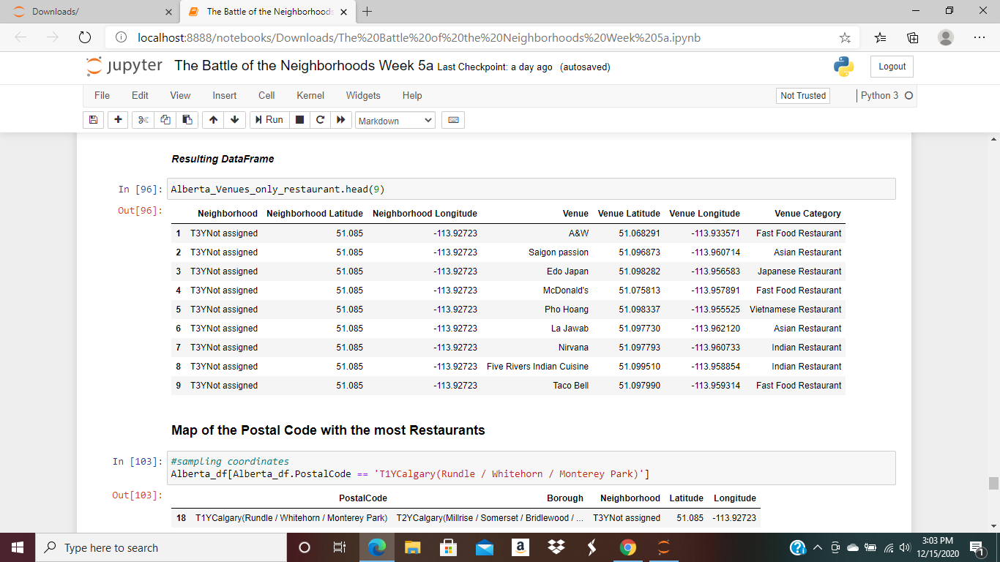 Downloads/
The Battle of the Neighborhoods
localhost:8888/notebooks/Downloads/The%20Battle%20of%20the%20Neighborhoods%20Week%205a.ipynb
jupyter The Battle of the Neighborhoods Week 5a Last Checkpoint: a day ago (autosaved)
Logout
File Edit View Insert Cell Kernel Widgets Help
Not Trusted
Python 3
Run
Markdown
Resulting DataFrame
In [96]: Alberta_Venues_only_restaurant.head(9)
Out[96]:
Neighborhood Neighborhood Latitude Neighborhood Longitude Venue Venue Latitude Venue Longitude Venue Category
1 T3YNot assigned 51.085 -113.92723 A&W 51.068291 -113.933571 Fast Food Restaurant
2 T3YNot assigned 51.085 -113.92723 Saigon passion 51.096873 -113.960714 Asian Restaurant
3 T3YNot assigned 51.085 -113.92723 Edo Japan 51.098282 -113.956583 Japanese Restaurant
4 T3YNot assigned 51.085 -113.92723 McDonald's 51.075813 -113.957891 Fast Food Restaurant
5 T3YNot assigned 51.085 -113.92723 Pho Hoang 51.098337 -113.955525 Vietnamese Restaurant
6 T3YNot assigned 51.085 -113.92723 La Jawab 51.097730 -113.962120 Asian Restaurant
7 T3YNot assigned 51.085 -113.92723 Nirvana 51.097793 -113.960733 Indian Restaurant
8 T3YNot assigned 51.085 -113.92723 Five Rivers Indian Cuisine 51.099510 -113.958854 Indian Restaurant
9 T3YNot assigned 51.085 -113.92723 Taco Bell 51.097990 -113.959314 Fast Food Restaurant
Map of the Postal Code with the most Restaurants
In [103]: #sampling coordinates
Alberta_df[Alberta_df.PostalCode == 'T1YCalgary(Rundle / Whitehorn / Monterey Park)']
Out[103]:
PostalCode Borough Neighborhood Latitude Longitude
18 T1YCalgary(Rundle / Whitehorn / Monterey Park) T2YCalgary(Millrise / Somerset / Bridlewood / ... T3YNot assigned 51.085 -113.92723
Type here to search
3:03 PM
12/15/2020
1